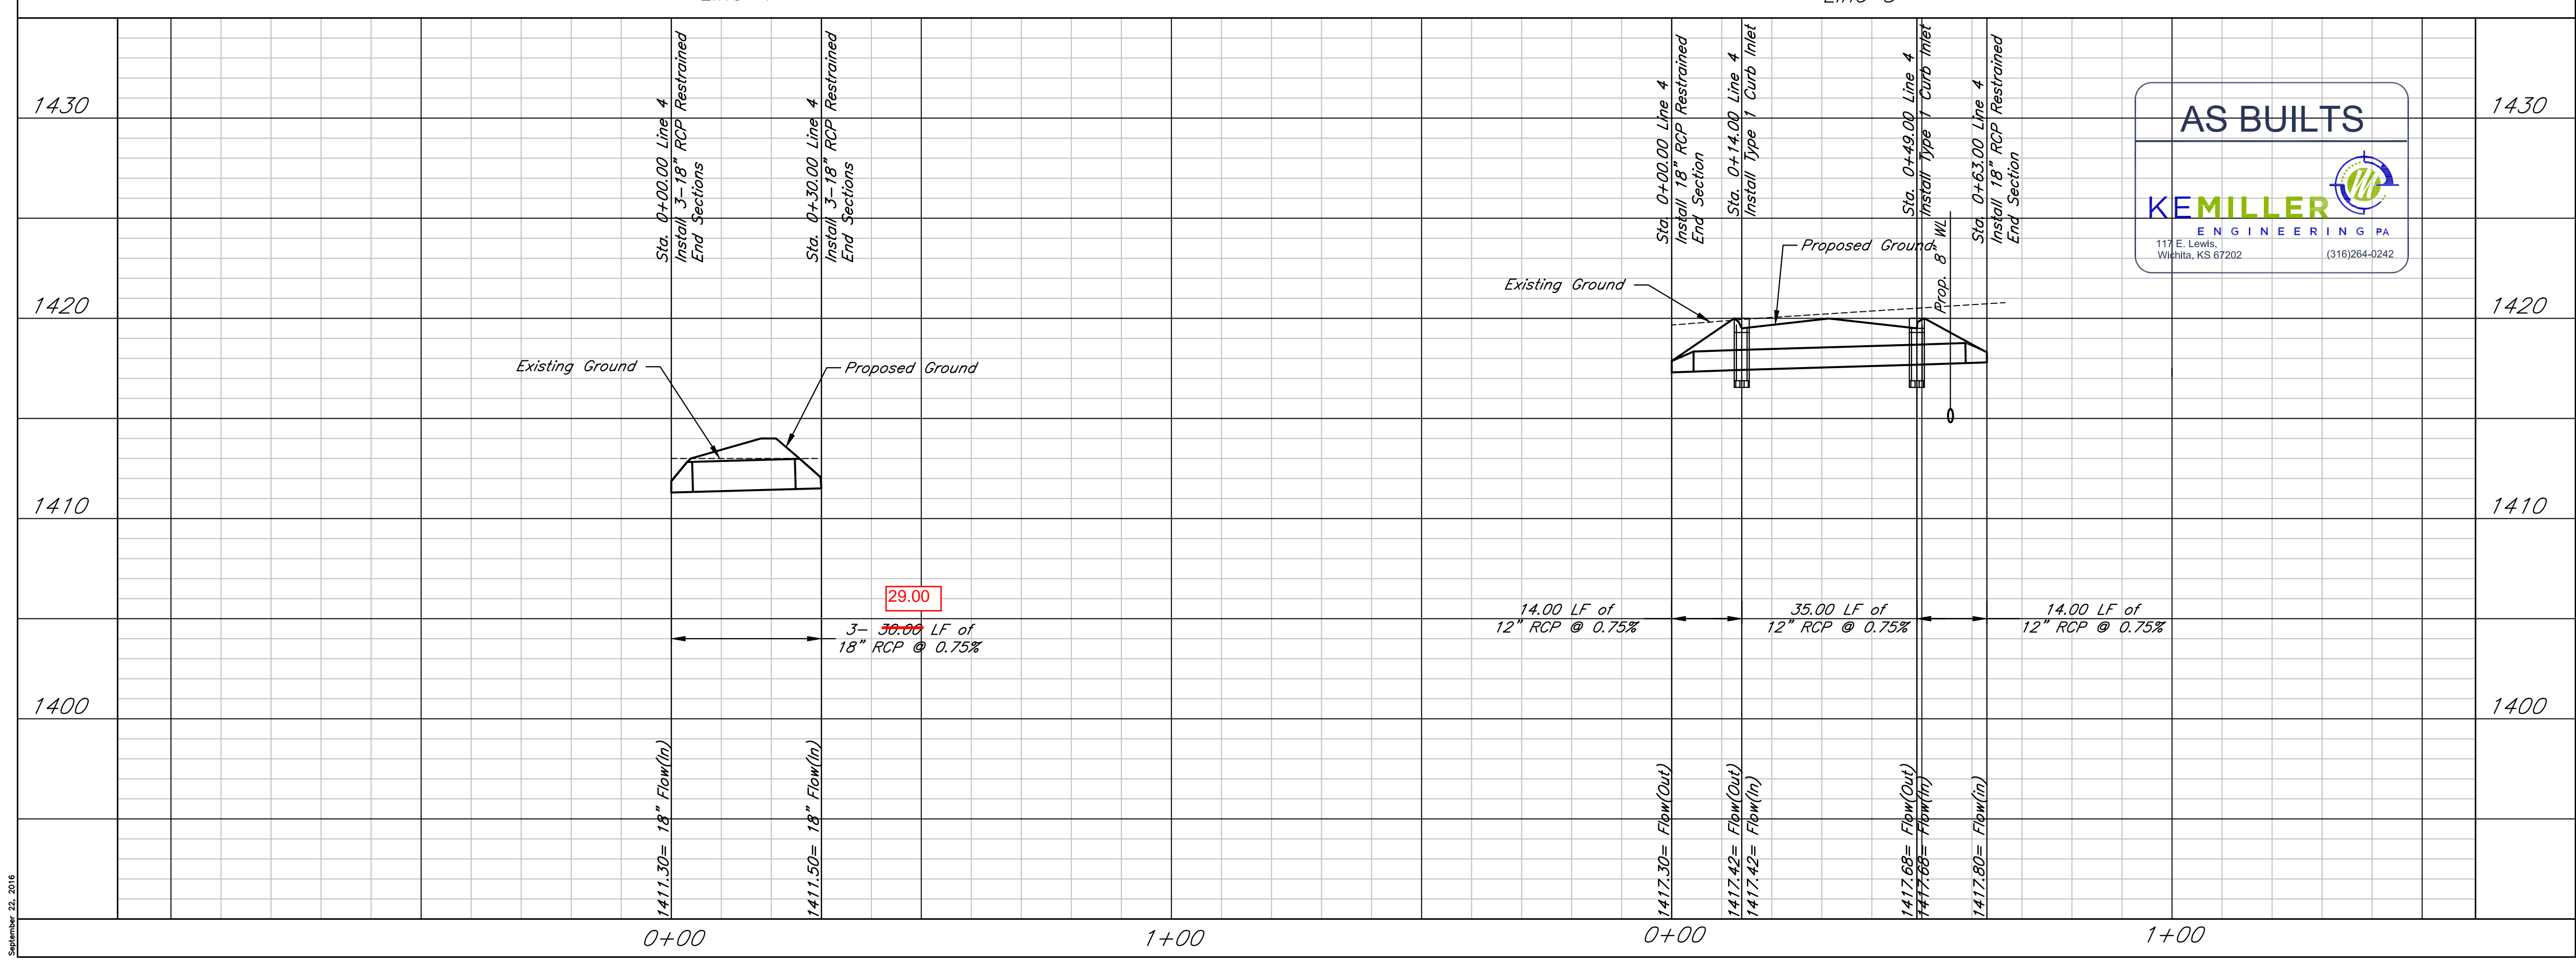 1430
1420
1410
1400
Sta. 0+00.00 Line 4
Install 3-18" RCP Restrained
End Sections
Sta. 0+30.00 Line 4
Install 3-18" RCP Restrained
End Sections
Existing Ground
Proposed Ground
29.00
3- 30.00 LF of
18" RCP @ 0.75%
1411.30= 18" Flow(In)
1411.50= 18" Flow(In)
0+00
1+00
Sta. 0+00.00 Line 4
Install 18" RCP Restrained
End Section
Sta. 0+14.00 Line 4
Install Type 1 Curb Inlet
Sta. 0+49.00 Line 4
Install Type 1 Curb Inlet
Sta. 0+63.00 Line 4
Install 18" RCP Restrained
End Section
Prop. 8" WL
Existing Ground
Proposed Ground
14.00 LF of
12" RCP @ 0.75%
35.00 LF of
12" RCP @ 0.75%
14.00 LF of
12" RCP @ 0.75%
1417.30= Flow(Out)
1417.42= Flow(Out)
1417.42= Flow(In)
1417.68= Flow(Out)
1417.68= Flow(In)
1417.80= Flow(in)
0+00
1+00
AS BUILTS
KEMILLER
ENGINEERING PA
117 E. Lewis,
Wichita, KS 67202
(316)264-0242
1430
1420
1410
1400
September 22, 2016